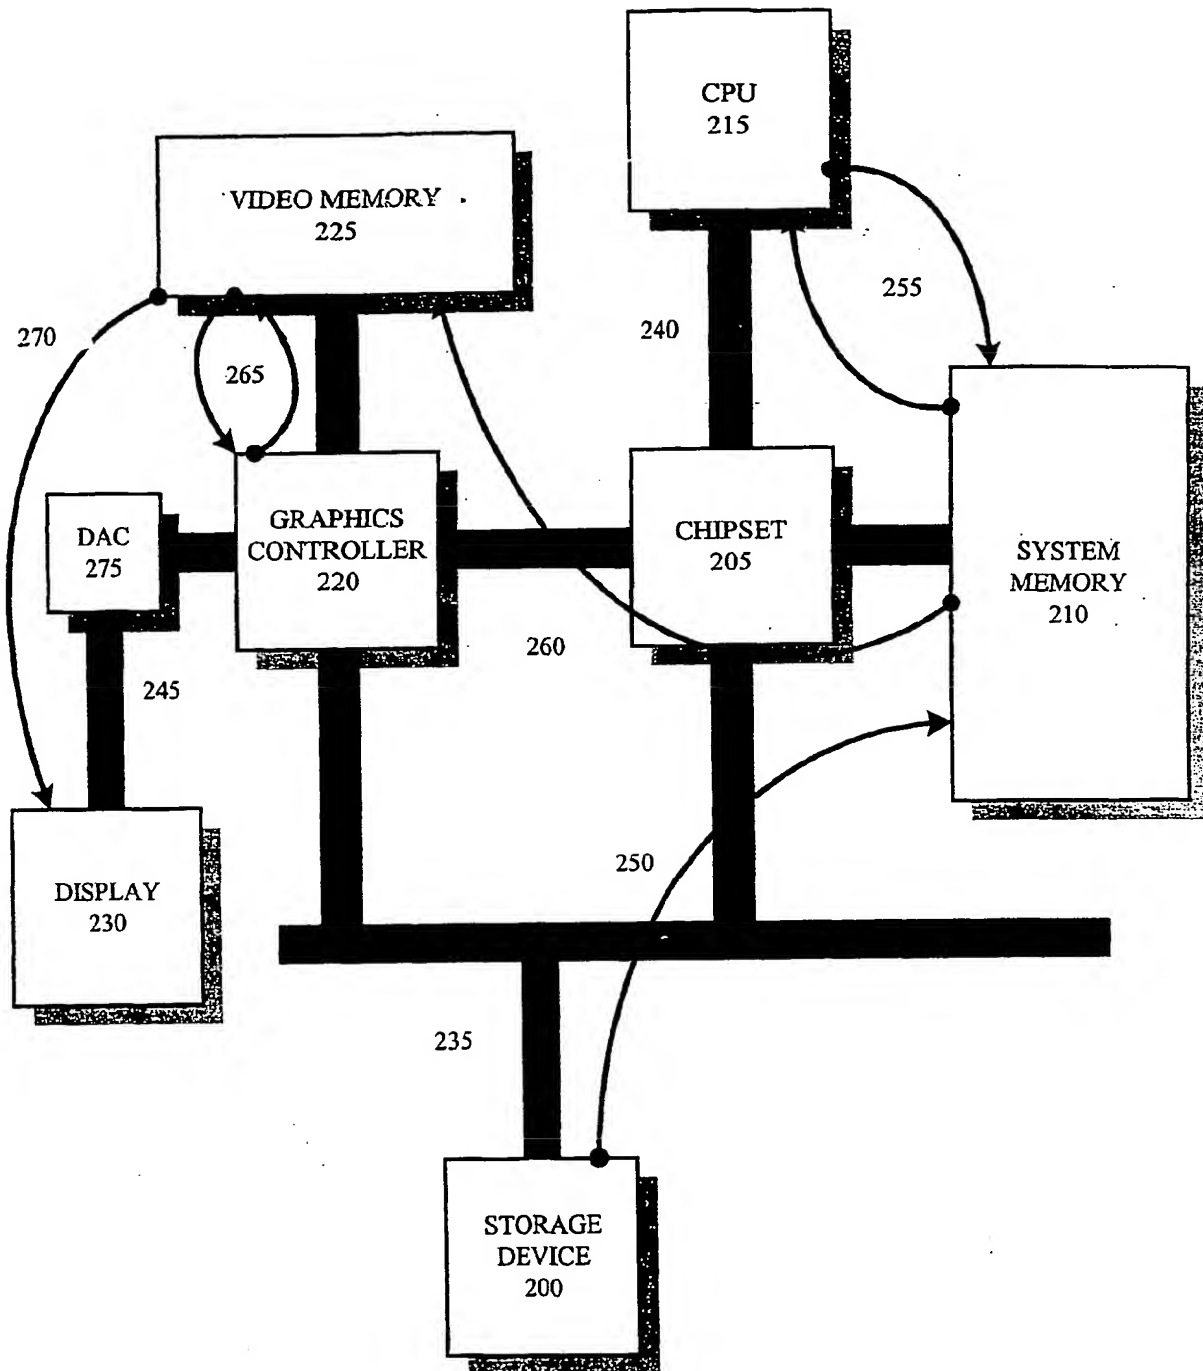 CPU
215
VIDEO MEMORY
225
255
240
270
265
DAC
275
GRAPHICS
CONTROLLER
220
CHIPSET
205
SYSTEM
MEMORY
210
260
245
250
DISPLAY
230
235
STORAGE
DEVICE
200